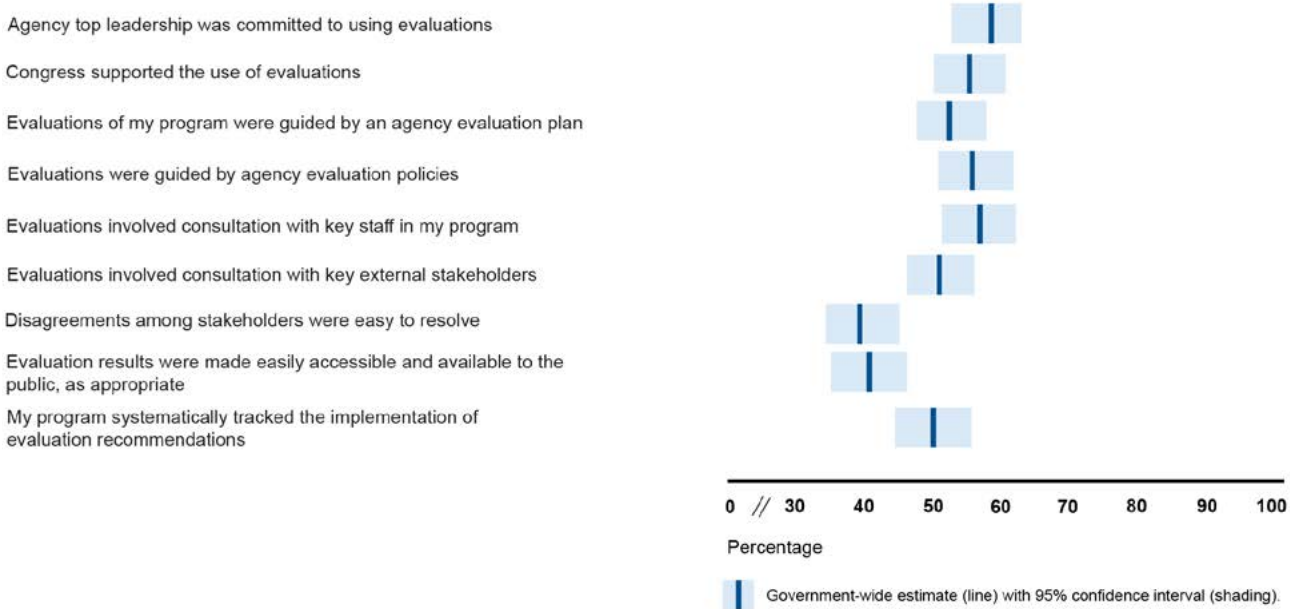 Agency top leadership was committed to using evaluations
Congress supported the use of evaluations
Evaluations of my program were guided by an agency evaluation plan
Evaluations were guided by agency evaluation policies
Evaluations involved consultation with key staff in my program
Evaluations involved consultation with key external stakeholders
Disagreements among stakeholders were easy to resolve
Evaluation results were made easily accessible and available to the
public, as appropriate
My program systematically tracked the implementation of
evaluation recommendations
0 // 30 40 50 60 70 80 90 100
Percentage
Government-wide estimate (line) with 95% confidence interval (shading).